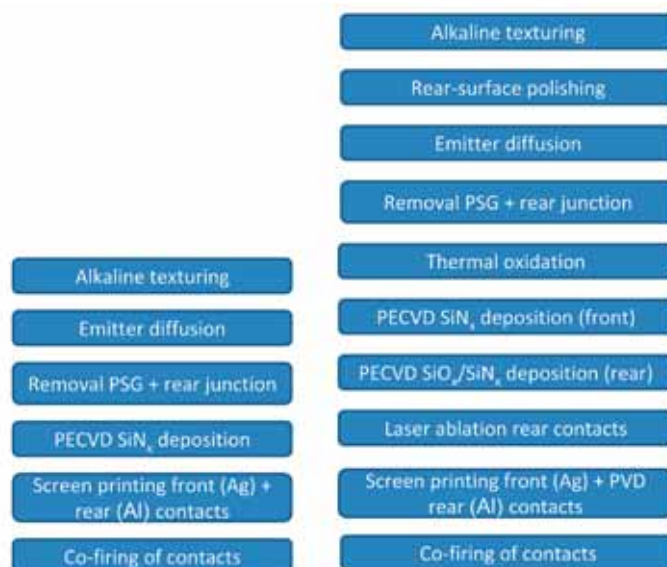 Alkaline texturing
Emitter diffusion
Removal PSG + rear junction
PECVD SiNₓ deposition
Screen printing front (Ag) +
rear (Al) contacts
Co-firing of contacts
Alkaline texturing
Rear-surface polishing
Emitter diffusion
Removal PSG + rear junction
Thermal oxidation
PECVD SiNₓ deposition (front)
PECVD SiOₓ/SiNₓ deposition (rear)
Laser ablation rear contacts
Screen printing front (Ag) + PVD
rear (Al) contacts
Co-firing of contacts